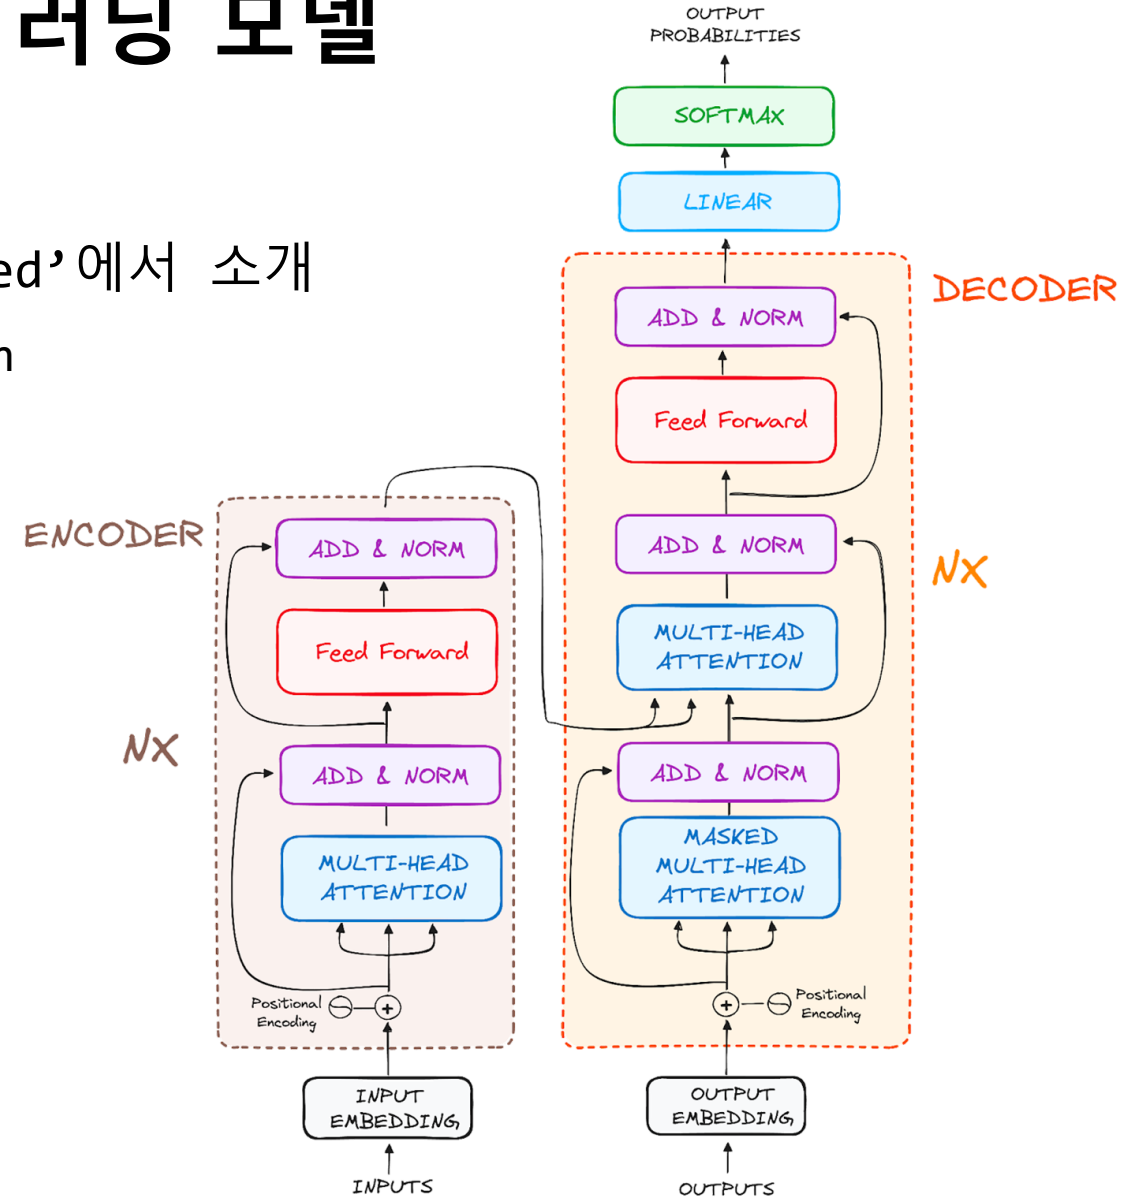 러닝 모델
ed’에서 소개
OUTPUT
PROBABILITIES
SOFTMAX
LINEAR
DECODER
ADD & NORM
Feed Forward
ADD & NORM
NX
MULTI-HEAD
ATTENTION
ADD & NORM
MASKED
MULTI-HEAD
ATTENTION
Positional
Encoding
OUTPUT
EMBEDDING
OUTPUTS
ENCODER
ADD & NORM
Feed Forward
NX
ADD & NORM
MULTI-HEAD
ATTENTION
Positional
Encoding
INPUT
EMBEDDING
INPUTS